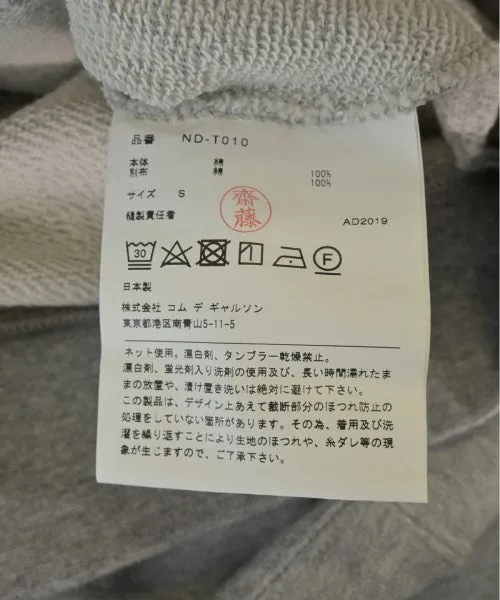 品番 ND-T010
本体 綿 100%
別布 綿 100%
サイズ S
齋藤
縫製責任者 AD2019
30 F
日本製
株式会社 コム デ ギャルソン
東京都港区南青山5-11-5
ネット使用。漂白剤、タンブラー乾燥禁止。
漂白剤、蛍光剤入り洗剤の使用及び、長い時間濡れたま
まの放置や、漬け置き洗いは絶対に避けて下さい。
この製品は、デザイン上あえて裁断部分のほつれ防止の
処理をしていない箇所があります。その為、着用及び洗
濯を繰り返すことにより生地のほつれや、糸ダレ等の現
象が生じますので、ご了承下さい。